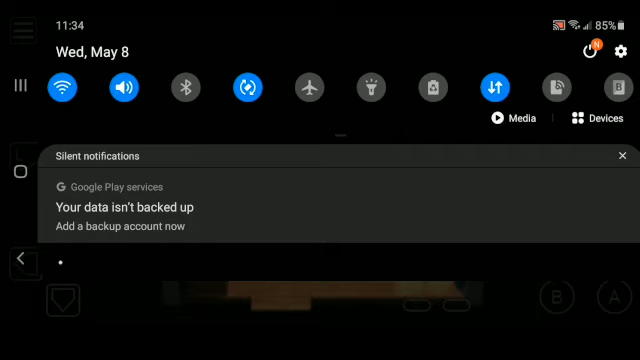 11:34
85%
Wed, May 8
N
B
Media
Devices
Silent notifications
G Google Play services
Your data isn't backed up
Add a backup account now
B
A